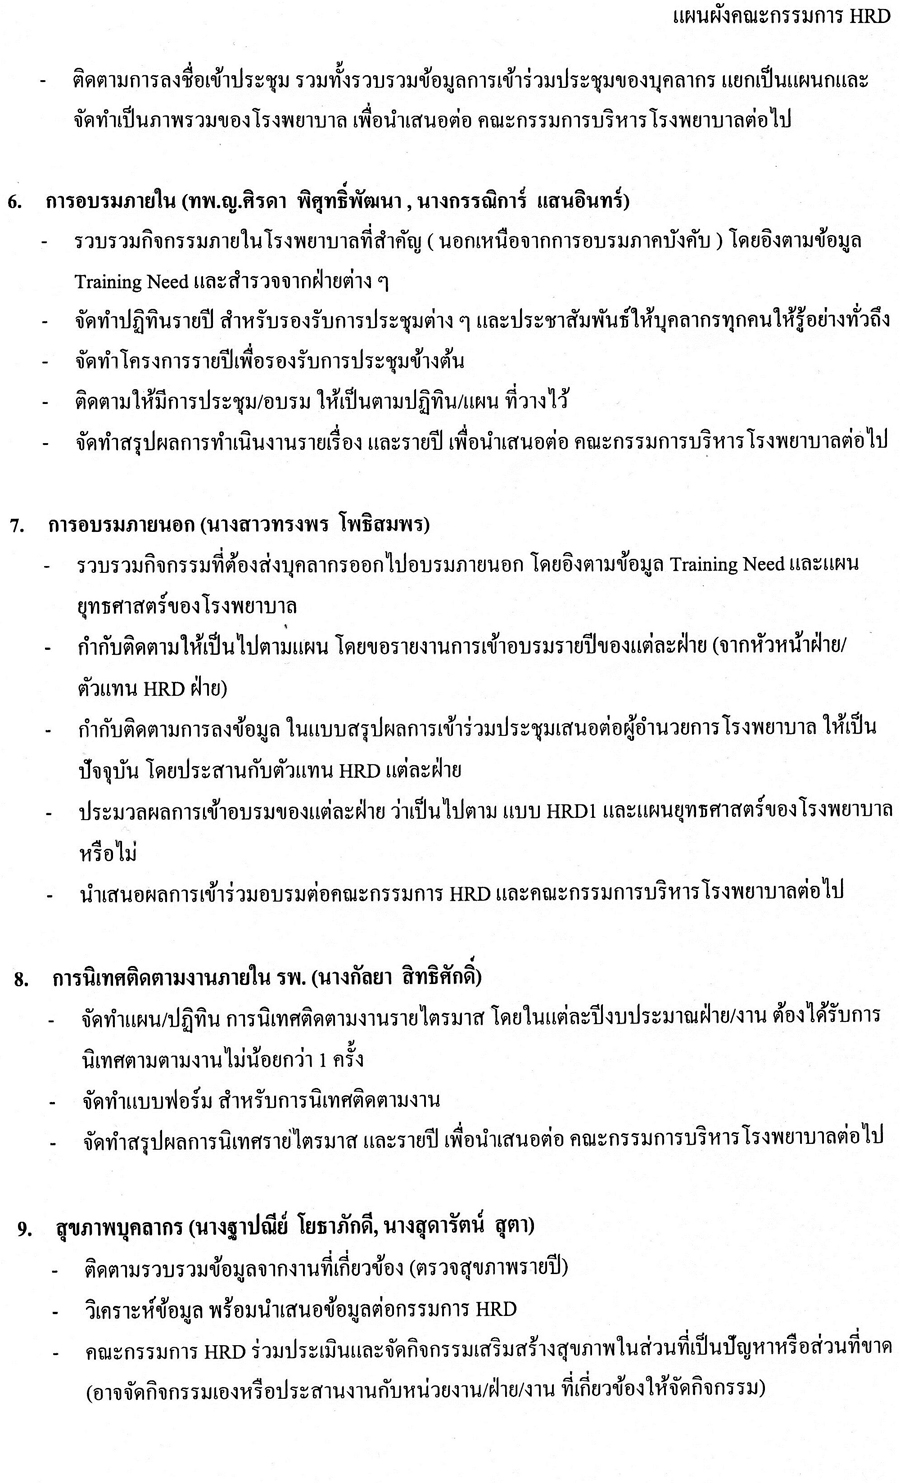 แผนผังคณะกรรมการ HRD
- ติดตามการลงชื่อเข้าประชุม รวมทั้งรวบรวมข้อมูลการเข้าร่วมประชุมของบุคลากร แยกเป็นแผนกและ
จัดทำเป็นภาพรวมของโรงพยาบาล เพื่อนำเสนอต่อ คณะกรรมการบริหารโรงพยาบาลต่อไป
6. การอบรมภายใน (ทพ.ญ.ศิรดา พิศุทธิ์พัฒนา , นางกรรณิการ์ แสนอินทร์)
- รวบรวมกิจกรรมภายในโรงพยาบาลที่สำคัญ ( นอกเหนือจากการอบรมภาคบังคับ ) โดยอิงตามข้อมูล
Training Need และสำรวจจากฝ่ายต่าง ๆ
- จัดทำปฏิทินรายปี สำหรับรองรับการประชุมต่าง ๆ และประชาสัมพันธ์ให้บุคลากรทุกคนให้รู้อย่างทั่วถึง
- จัดทำโครงการรายปีเพื่อรองรับการประชุมข้างต้น
- ติดตามให้มีการประชุม/อบรม ให้เป็นตามปฏิทิน/แผน ที่วางไว้
- จัดทำสรุปผลการทำเนินงานรายเรื่อง และรายปี เพื่อนำเสนอต่อ คณะกรรมการบริหารโรงพยาบาลต่อไป
7. การอบรมภายนอก (นางสาวทรงพร โพธิสมพร)
- รวบรวมกิจกรรมที่ต้องส่งบุคลากรออกไปอบรมภายนอก โดยอิงตามข้อมูล Training Need และแผน
ยุทธศาสตร์ของโรงพยาบาล
- กำกับติดตามให้เป็นไปตามแผน โดยขอรายงานการเข้าอบรมรายปีของแต่ละฝ่าย (จากหัวหน้าฝ่าย/
ตัวแทน HRD ฝ่าย)
- กำกับติดตามการลงข้อมูล ในแบบสรุปผลการเข้าร่วมประชุมเสนอต่อผู้อำนวยการโรงพยาบาล ให้เป็น
ปัจจุบัน โดยประสานกับตัวแทน HRD แต่ละฝ่าย
- ประมวลผลการเข้าอบรมของแต่ละฝ่าย ว่าเป็นไปตาม แบบ HRD1 และแผนยุทธศาสตร์ของโรงพยาบาล
หรือไม่
- นำเสนอผลการเข้าร่วมอบรมต่อคณะกรรมการ HRD และคณะกรรมการบริหารโรงพยาบาลต่อไป
8. การนิเทศติดตามงานภายใน รพ. (นางกัลยา สิทธิศักดิ์)
- จัดทำแผน/ปฏิทิน การนิเทศติดตามงานรายไตรมาส โดยในแต่ละปีงบประมาณฝ่าย/งาน ต้องได้รับการ
นิเทศตามตามงานไม่น้อยกว่า 1 ครั้ง
- จัดทำแบบฟอร์ม สำหรับการนิเทศติดตามงาน
- จัดทำสรุปผลการนิเทศรายไตรมาส และรายปี เพื่อนำเสนอต่อ คณะกรรมการบริหารโรงพยาบาลต่อไป
9. สุขภาพบุคลากร (นางฐาปณีย์ โยธาภักดี, นางสุดารัตน์ สุตา)
- ติดตามรวบรวมข้อมูลจากงานที่เกี่ยวข้อง (ตรวจสุขภาพรายปี)
- วิเคราะห์ข้อมูล พร้อมนำเสนอข้อมูลต่อกรรมการ HRD
- คณะกรรมการ HRD ร่วมประเมินและจัดกิจกรรมเสริมสร้างสุขภาพในส่วนที่เป็นปัญหาหรือส่วนที่ขาด
(อาจจัดกิจกรรมเองหรือประสานงานกับหน่วยงาน/ฝ่าย/งาน ที่เกี่ยวข้องให้จัดกิจกรรม)